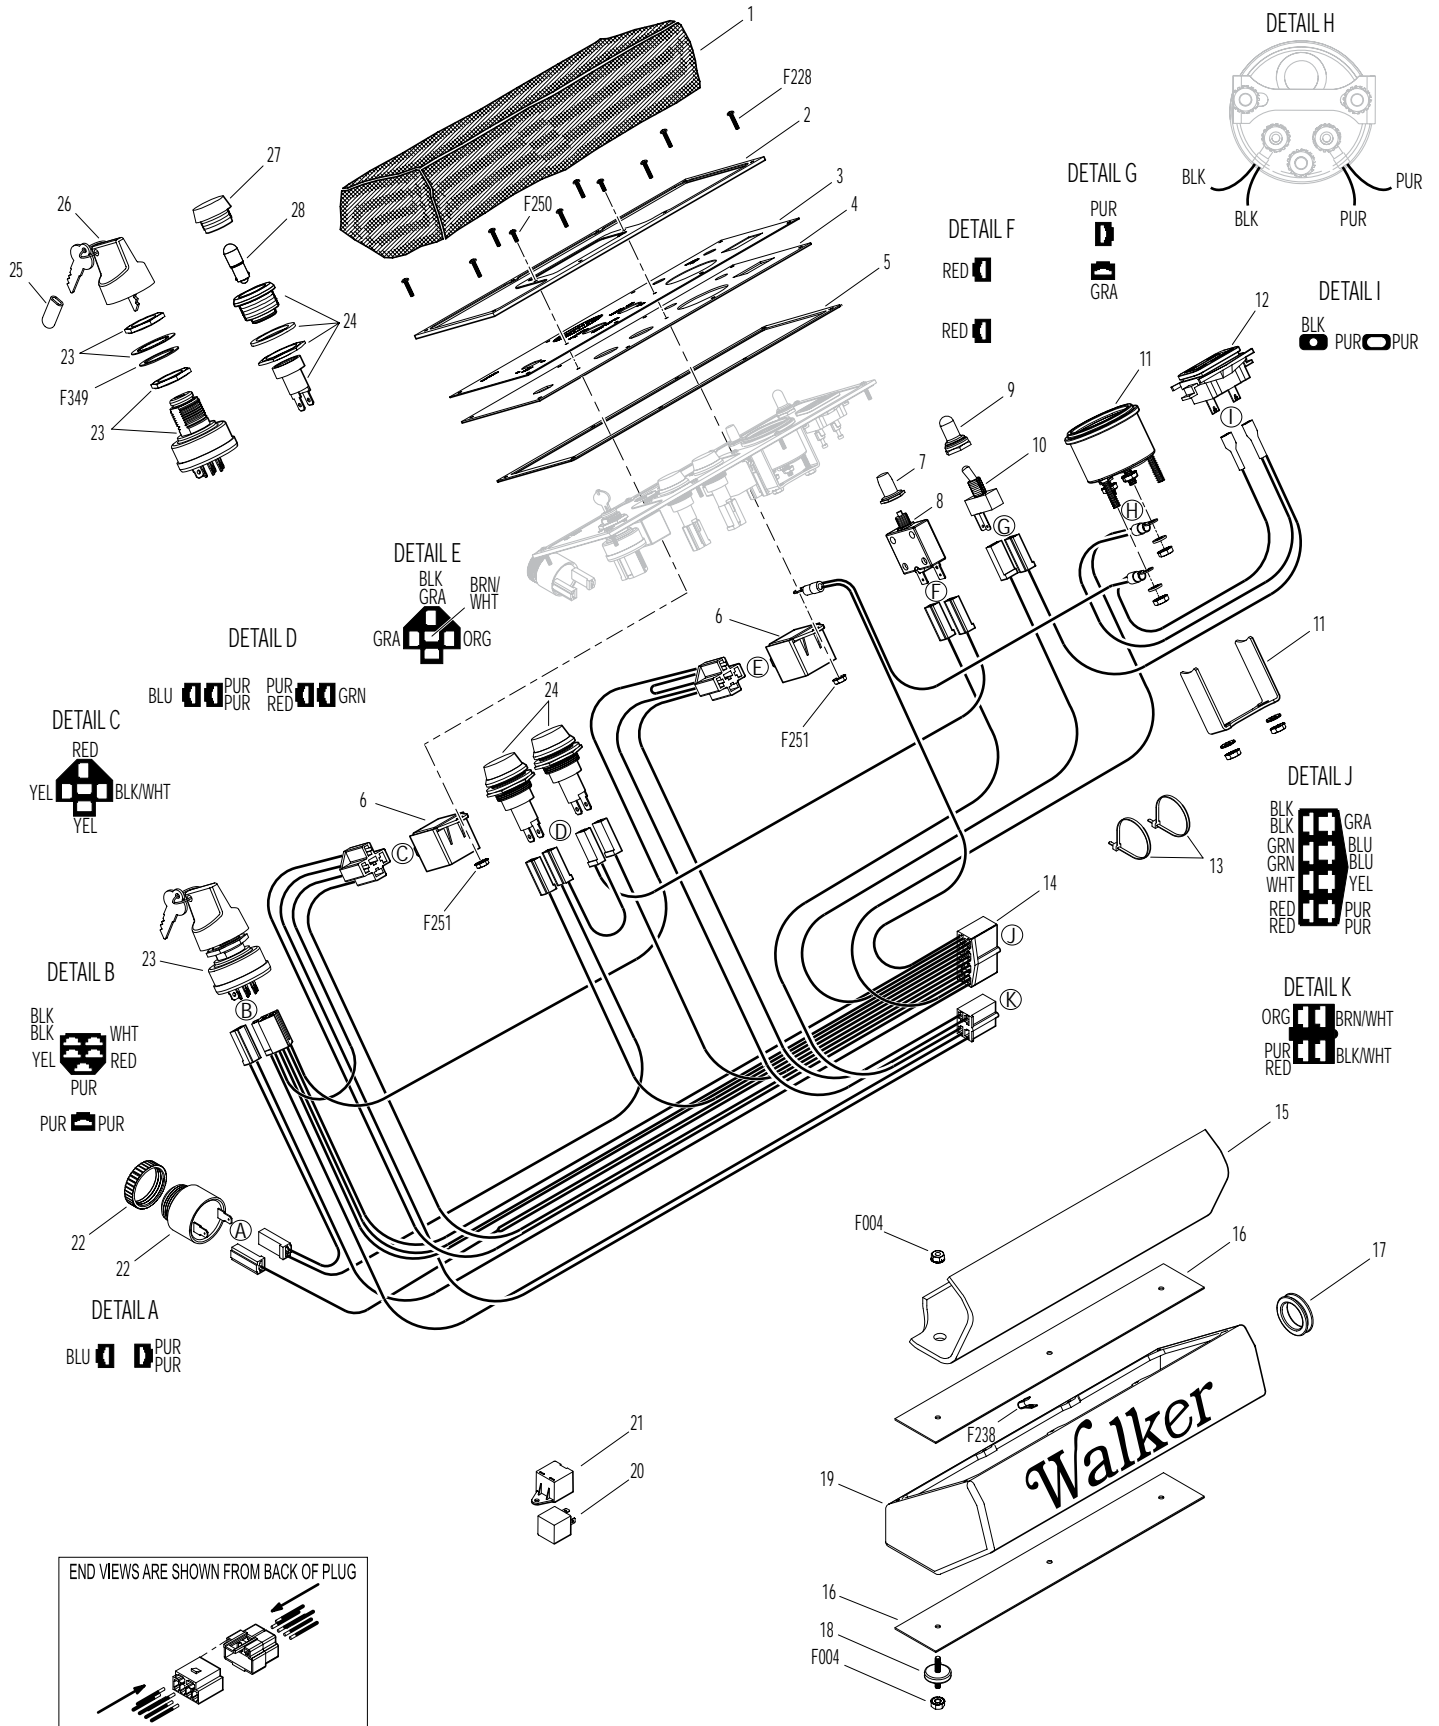 DETAIL H
BLK
BLK
PUR
PUR
1
F228
2
27
28
26
25
F250
3
4
5
24
23
F349
23
DETAIL G
PUR
GRA
DETAIL F
RED
RED
DETAIL I
BLK
PUR
PUR
12
11
I
9
10
7
8
G
H
F
DETAIL E
BLK
GRA
BRN/
WHT
GRA
ORG
DETAIL D
BLU
PUR
PUR
PUR
RED
GRN
6
E
F251
11
24
DETAIL C
RED
YEL
BLK/WHT
YEL
6
C
D
F251
13
DETAIL J
BLK
BLK
GRN
GRN
WHT
RED
RED
GRA
BLU
BLU
YEL
PUR
PUR
14
J
K
DETAIL B
BLK
BLK
YEL
WHT
RED
PUR
PUR
PUR
23
B
DETAIL K
ORG
BRN/WHT
PUR
RED
BLK/WHT
15
22
22
A
F004
16
17
DETAIL A
BLU
PUR
PUR
F238
Walker
19
21
20
16
18
F004
END VIEWS ARE SHOWN FROM BACK OF PLUG